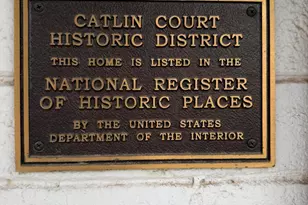 CATLIN COURT
HISTORIC DISTRICT
THIS HOME IS LISTED IN THE
NATIONAL REGISTER
OF HISTORIC PLACES
BY THE UNITED STATES
DEPARTMENT OF THE INTERIOR